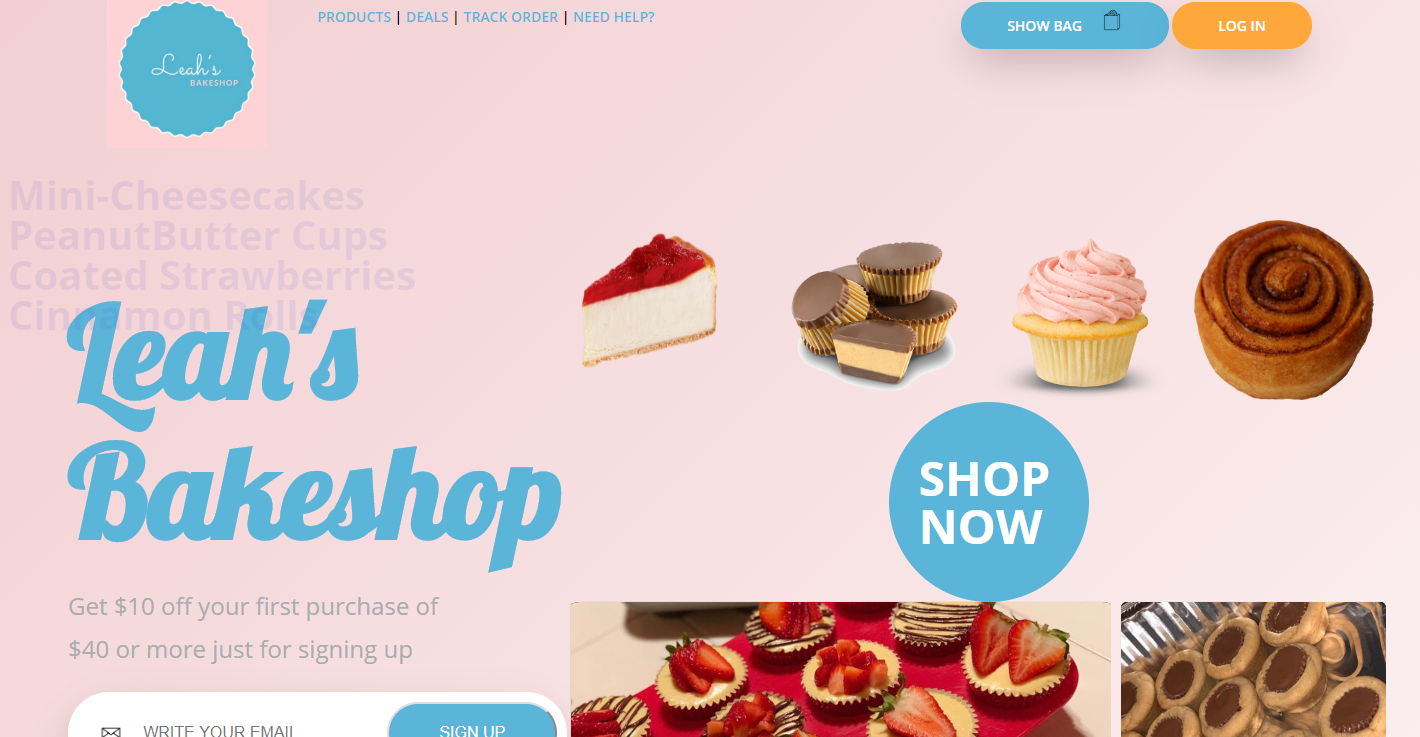 PRODUCTS | DEALS | TRACK ORDER | NEED HELP?
SHOW BAG
LOG IN
Leah's
BAKESHOP
Mini-Cheesecakes
PeanutButter Cups
Coated Strawberries
Cinnamon Rolls
Leah's
Bakeshop
SHOP
NOW
Get $10 off your first purchase of
$40 or more just for signing up
WRITE YOUR EMAIL
SIGN UP